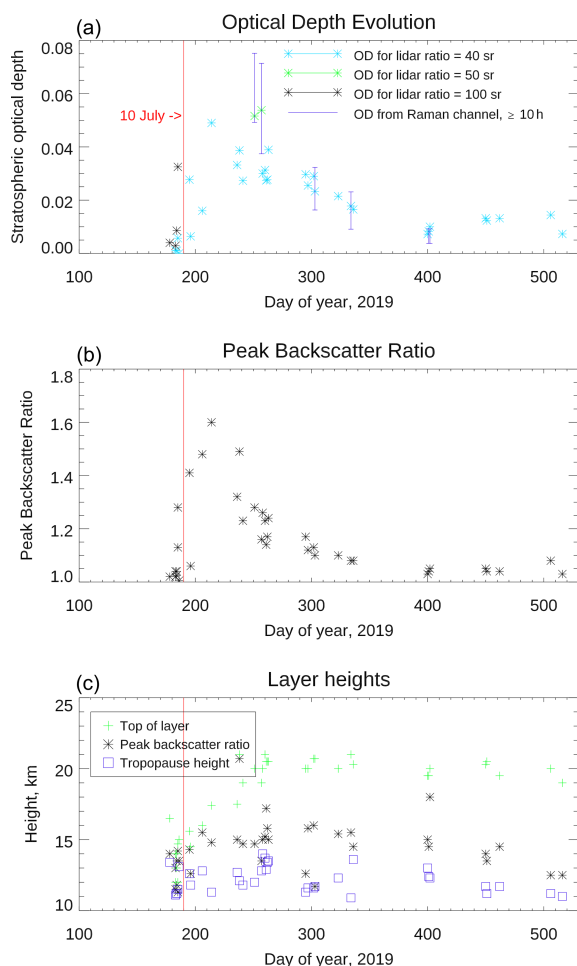 (a) Optical Depth Evolution
0.08
0.06
0.04
0.02
0.00
Stratospheric optical depth
10 July ->
OD for lidar ratio = 40 sr
OD for lidar ratio = 50 sr
OD for lidar ratio = 100 sr
OD from Raman channel, ≥ 10 h
100 200 300 400 500
Day of year, 2019
(b) Peak Backscatter Ratio
1.8
1.6
1.4
1.2
1.0
Peak Backscatter Ratio
100 200 300 400 500
Day of year, 2019
(c) Layer heights
25
20
15
10
Height, km
Top of layer
Peak backscatter ratio
Tropopause height
100 200 300 400 500
Day of year, 2019